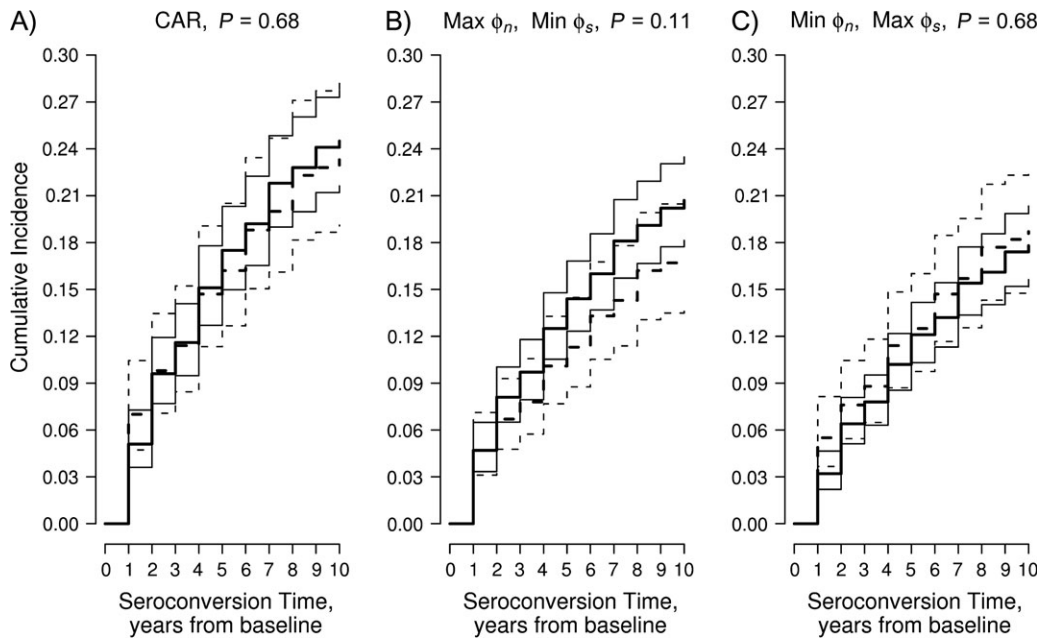 A) CAR, P = 0.68
0.30
0.27
0.24
0.21
0.18
0.15
0.12
0.09
0.06
0.03
0.00
Cumulative Incidence
0 1 2 3 4 5 6 7 8 9 10
Seroconversion Time,
years from baseline
B) Max ϕn, Min ϕs, P = 0.11
0.30
0.27
0.24
0.21
0.18
0.15
0.12
0.09
0.06
0.03
0.00
0 1 2 3 4 5 6 7 8 9 10
Seroconversion Time,
years from baseline
C) Min ϕn, Max ϕs, P = 0.68
0.30
0.27
0.24
0.21
0.18
0.15
0.12
0.09
0.06
0.03
0.00
0 1 2 3 4 5 6 7 8 9 10
Seroconversion Time,
years from baseline